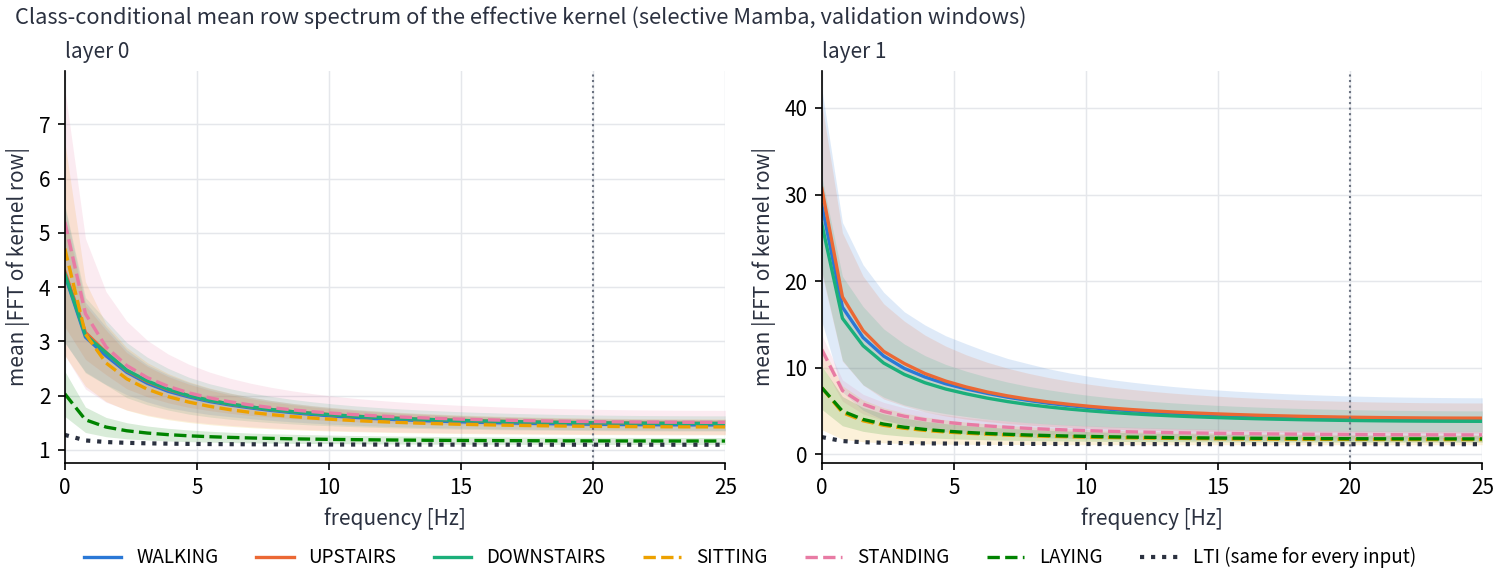 Class-conditional mean row spectrum of the effective kernel (selective Mamba, validation windows)
layer 0
mean |FFT of kernel row|
7
6
5
4
3
2
1
0 5 10 15 20 25
frequency [Hz]
layer 1
mean |FFT of kernel row|
40
30
20
10
0
0 5 10 15 20 25
frequency [Hz]
WALKING UPSTAIRS DOWNSTAIRS SITTING STANDING LAYING LTI (same for every input)